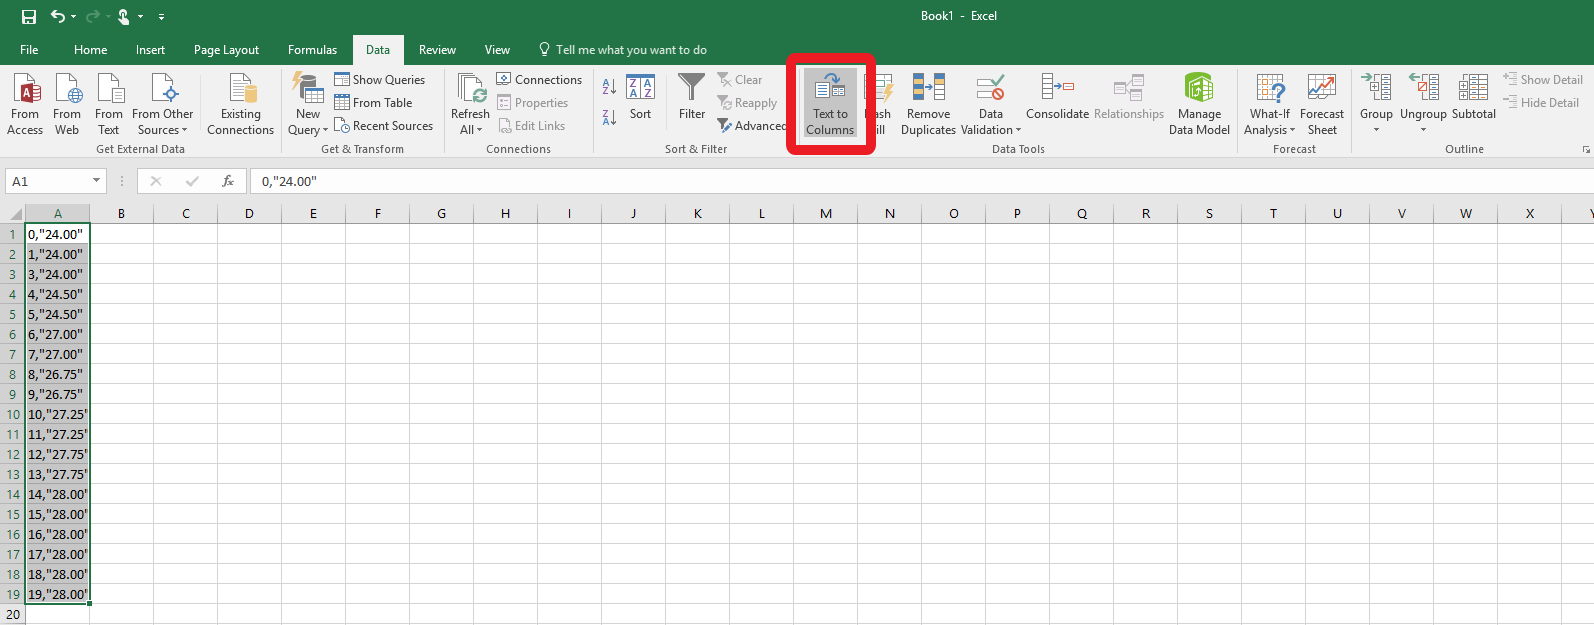 Book1 - Excel
File Home Insert Page Layout Formulas Data Review View Tell me what you want to do
From Access
From Web
From Text
From Other Sources
Existing Connections
Get External Data
New Query
Show Queries
From Table
Recent Sources
Get & Transform
Refresh All
Connections
Properties
Edit Links
Connections
Sort
Filter
Clear
Reapply
Advanced
Sort & Filter
Text to Columns
Remove Duplicates
Data Validation
Consolidate
Relationships
Manage Data Model
Data Tools
What-If Analysis
Forecast Sheet
Forecast
Group
Ungroup
Subtotal
Show Detail
Hide Detail
Outline
A1 fx 0,"24.00"
A B C D E F G H I J K L M N O P Q R S T U V W X
1 0,"24.00"
2 1,"24.00"
3 3,"24.00"
4 4,"24.50"
5 5,"24.50"
6 6,"27.00"
7 7,"27.00"
8 8,"26.75"
9 9,"26.75"
10 10,"27.25"
11 11,"27.25"
12 12,"27.75"
13 13,"27.75"
14 14,"28.00"
15 15,"28.00"
16 16,"28.00"
17 17,"28.00"
18 18,"28.00"
19 19,"28.00"
20